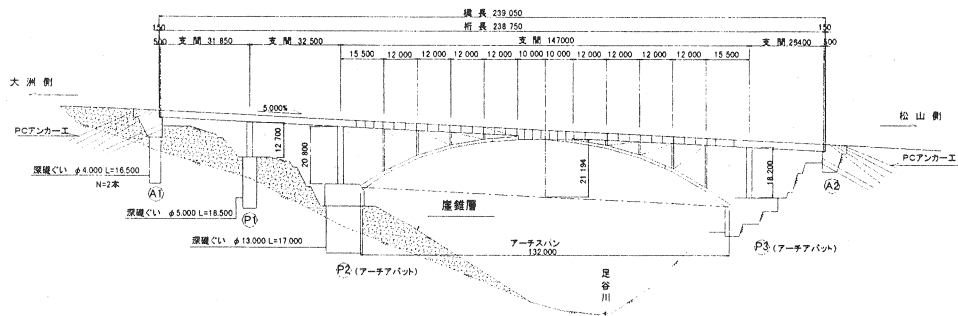 橋長 239 050
150 桁長 238 750 150
500 支間 31 850 支間 32 500 支間 147000 支間 26400 500
15 500 12 000 12 000 12 000 12 000 10 000 10 000 12 000 12 000 12 000 12 000 15 500
大洲側
松山側
5.000%
PCアンカー工
PCアンカー工
12 700
20 800
21 194
18.200
深礎ぐい φ4.000 L=16.500
N=2本
A1
A2
深礎ぐい φ5.000 L=18.500
P1
崖錐層
深礎ぐい φ13.000 L=17.000
アーチスパン
132.000
P2 (アーチアバット)
P3 (アーチアバット)
足谷川